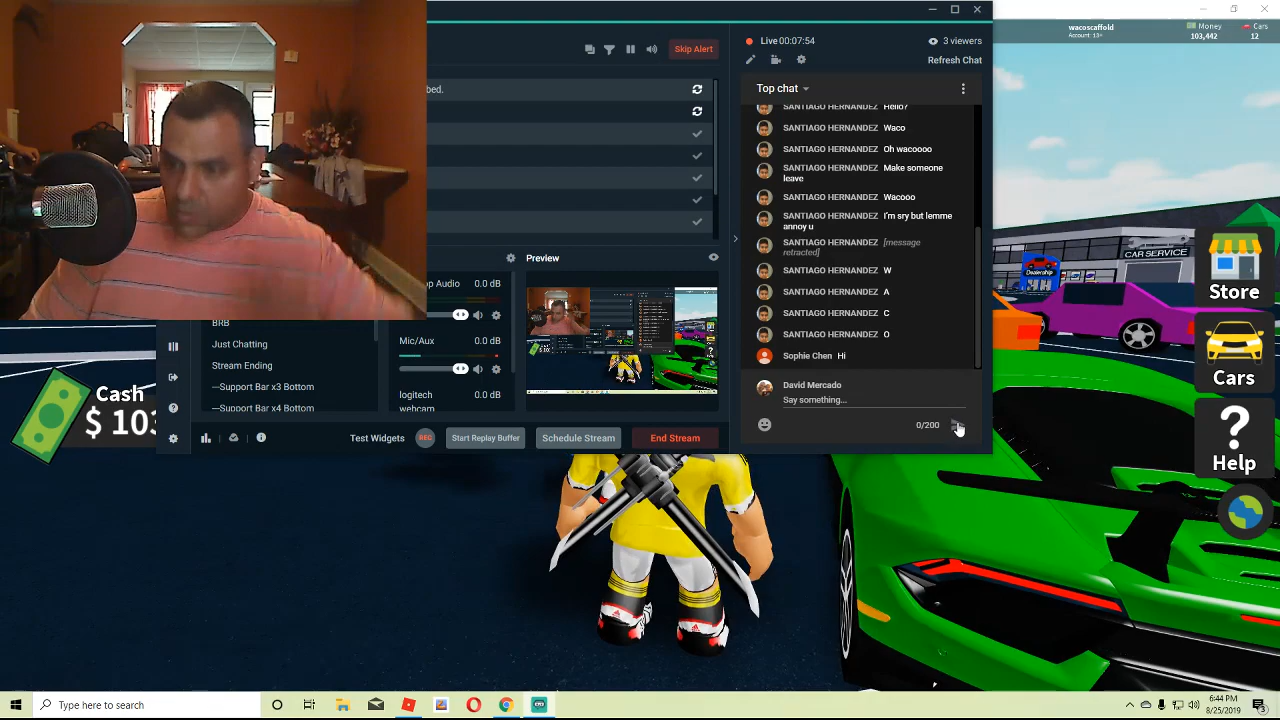 wacoscaffold
Account: 13+
Money
103,442
Cars
12
bed.
Skip Alert
Live 00:07:54
3 viewers
Refresh Chat
Top chat
SANTIAGO HERNANDEZ Hello?
SANTIAGO HERNANDEZ Waco
SANTIAGO HERNANDEZ Oh wacoooo
SANTIAGO HERNANDEZ Make someone
leave
SANTIAGO HERNANDEZ Wacooo
SANTIAGO HERNANDEZ I'm sry but lemme
annoy u
SANTIAGO HERNANDEZ [message
retracted]
SANTIAGO HERNANDEZ W
SANTIAGO HERNANDEZ A
SANTIAGO HERNANDEZ C
SANTIAGO HERNANDEZ O
Sophie Chen Hi
David Mercado
Say something...
0/200
Preview
op Audio 0.0 dB
Mic/Aux 0.0 dB
logitech 0.0 dB
webcam
BRB
Just Chatting
Stream Ending
—Support Bar x3 Bottom
—Support Bar x4 Bottom
Test Widgets
REC
Start Replay Buffer
Schedule Stream
End Stream
Cash
$ 103
CAR SERVICE
Dealership
Store
Cars
Help
Type here to search
6:44 PM
8/25/2019
3